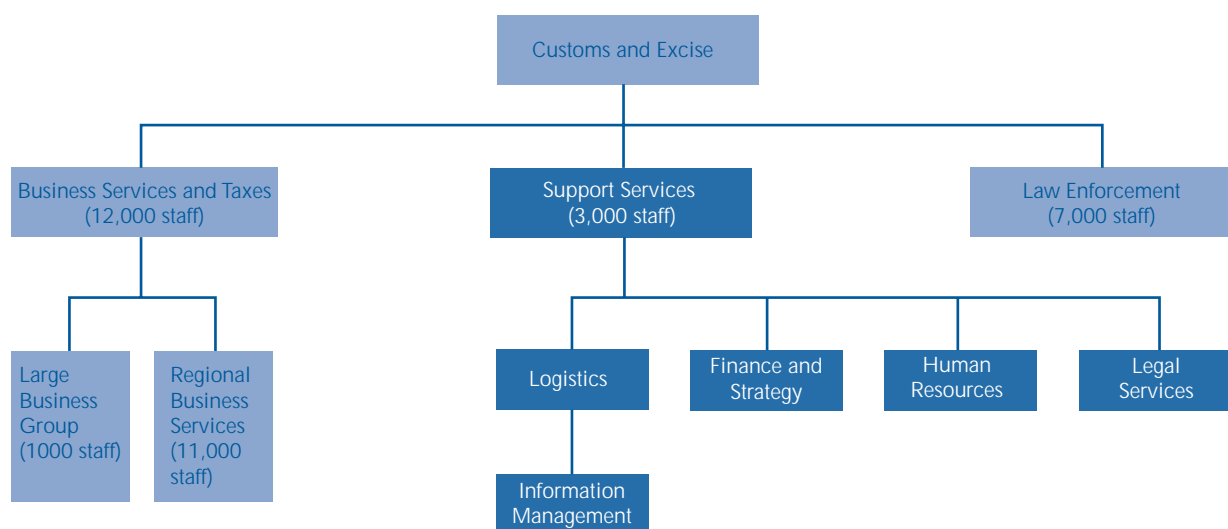 Customs and Excise
Business Services and Taxes
(12,000 staff)
Support Services
(3,000 staff)
Law Enforcement
(7,000 staff)
Large
Business
Group
(1000 staff)
Regional
Business
Services
(11,000
staff)
Logistics
Finance and
Strategy
Human
Resources
Legal
Services
Information
Management